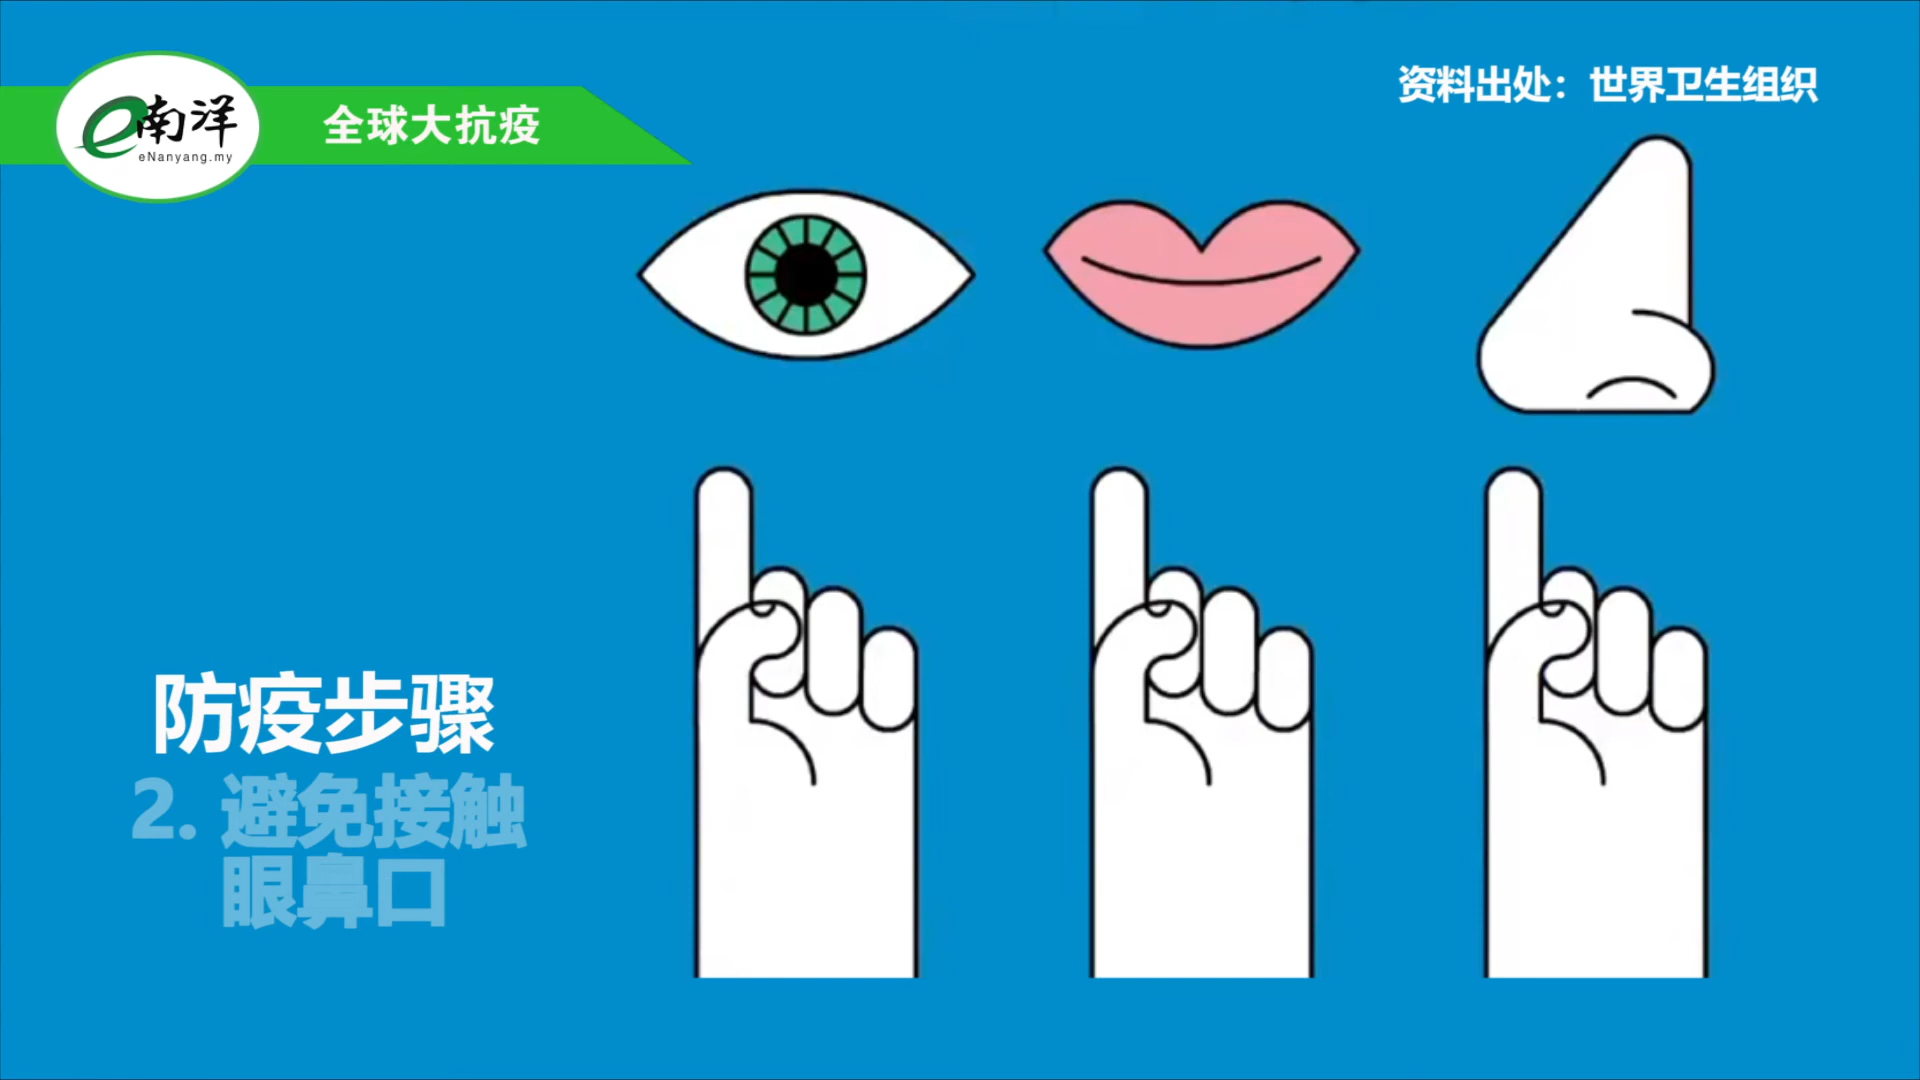 e南洋
eNanyang.my
全球大抗疫
资料出处：世界卫生组织
防疫步骤
2. 避免接触
眼鼻口